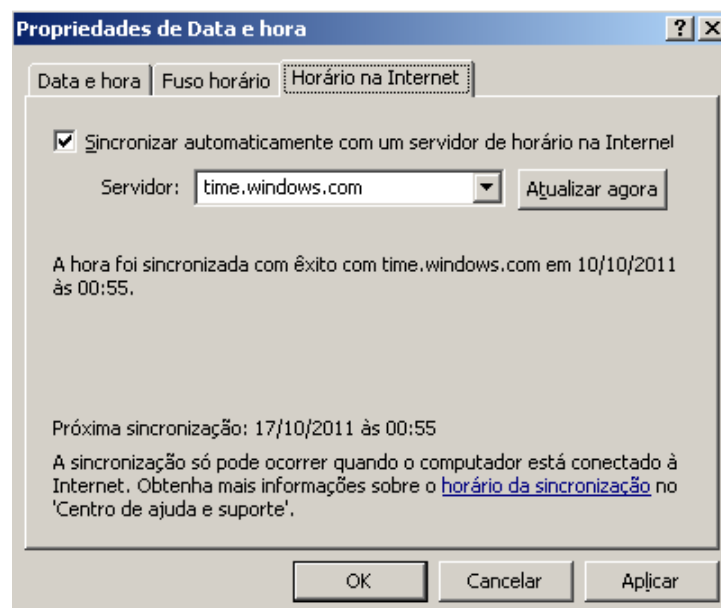 Propriedades de Data e hora
? X
Data e hora Fuso horário Horário na Internet
Sincronizar automaticamente com um servidor de horário na Internet
Servidor: time.windows.com Atualizar agora
A hora foi sincronizada com êxito com time.windows.com em 10/10/2011
às 00:55.
Próxima sincronização: 17/10/2011 às 00:55
A sincronização só pode ocorrer quando o computador está conectado à
Internet. Obtenha mais informações sobre o horário da sincronização no
'Centro de ajuda e suporte'.
OK Cancelar Aplicar